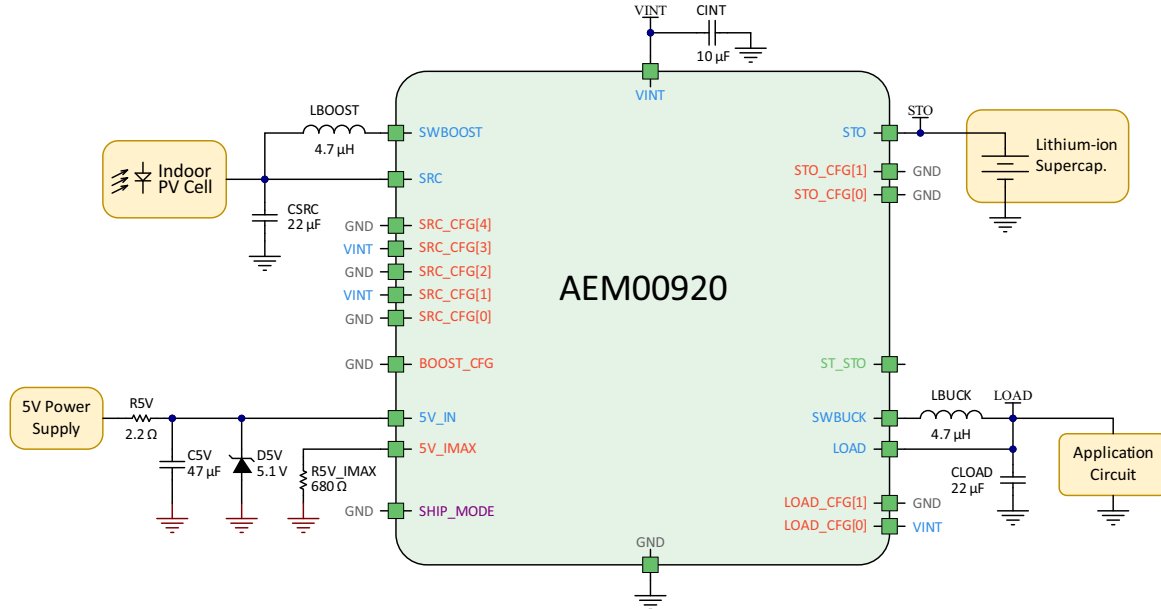 VINT
CINT
10 µF
VINT
LBOOST
4.7 µH
SWBOOST
Indoor
PV Cell
SRC
CSRC
22 µF
GND
SRC_CFG[4]
VINT
SRC_CFG[3]
GND
SRC_CFG[2]
VINT
SRC_CFG[1]
GND
SRC_CFG[0]
GND
BOOST_CFG
5V Power
Supply
R5V
2.2 Ω
5V_IN
C5V
47 µF
D5V
5.1 V
5V_IMAX
R5V_IMAX
680 Ω
GND
SHIP_MODE
AEM00920
STO
STO
Lithium-ion
Supercap.
STO_CFG[1]
GND
STO_CFG[0]
GND
ST_STO
SWBUCK
LBUCK
4.7 µH
LOAD
LOAD
CLOAD
22 µF
Application
Circuit
LOAD_CFG[1]
GND
LOAD_CFG[0]
VINT
GND